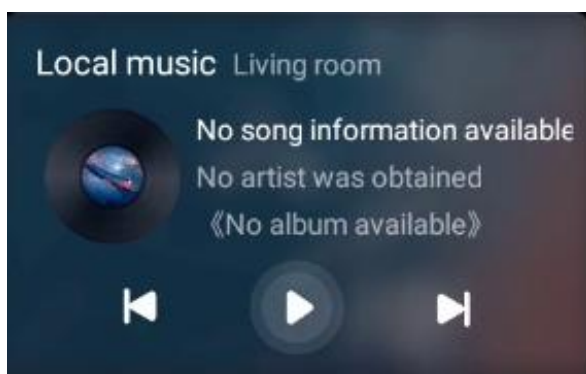 Local music Living room
No song information available
No artist was obtained
《No album available》